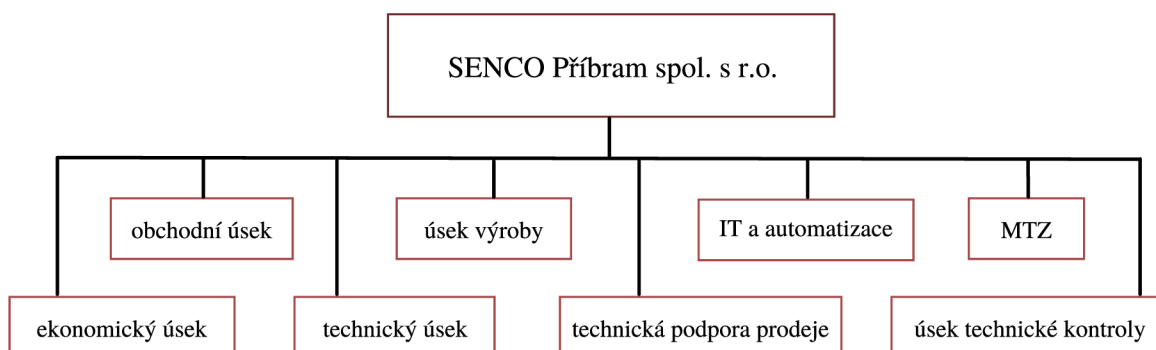 SENCO Příbram spol. s r.o.
obchodní úsek
úsek výroby
IT a automatizace
MTZ
ekonomický úsek
technický úsek
technická podpora prodeje
úsek technické kontroly